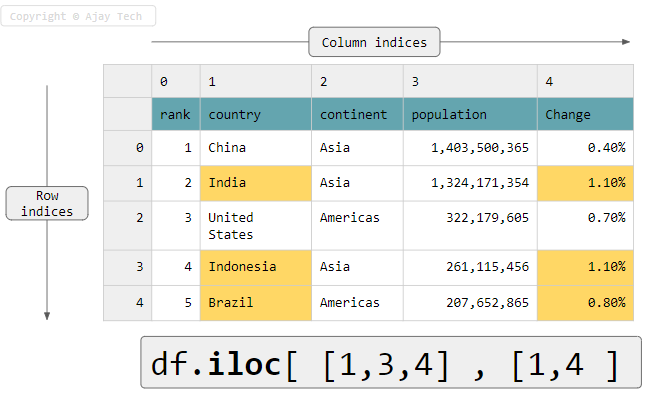 Copyright © Ajay Tech
Column indices
0 1 2 3 4
rank country continent population Change
0 1 China Asia 1,403,500,365 0.40%
Row
indices
1 2 India Asia 1,324,171,354 1.10%
2 3 United Americas 322,179,605 0.70%
States
3 4 Indonesia Asia 261,115,456 1.10%
4 5 Brazil Americas 207,652,865 0.80%
df.iloc[ [1,3,4] , [1,4 ]